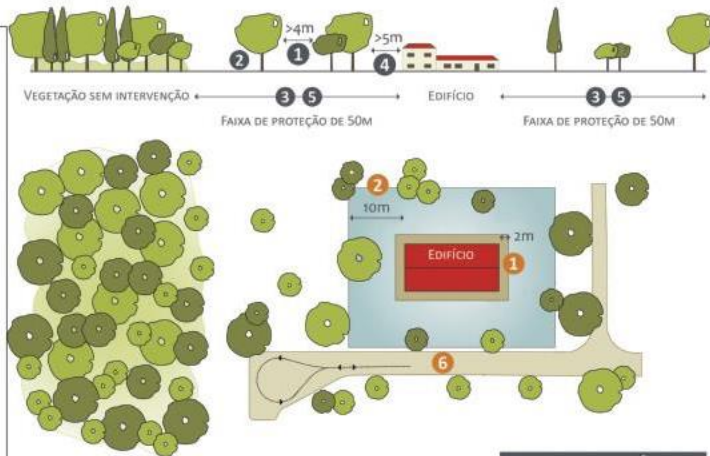 >4m
>5m
2
1
4
VEGETAÇÃO SEM INTERVENÇÃO
3 5
EDIFÍCIO
3 5
FAIXA DE PROTEÇÃO DE 50M
FAIXA DE PROTEÇÃO DE 50M
2
10m
2m
EDIFÍCIO
1
6